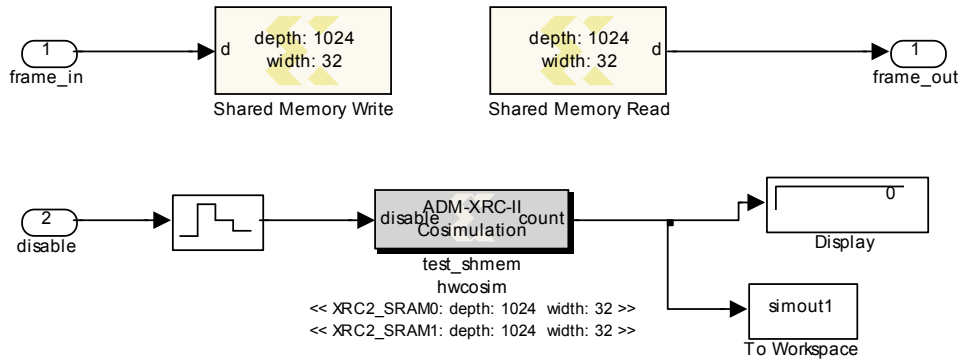 1
frame_in
d
depth: 1024
width: 32
Shared Memory Write
depth: 1024
width: 32
d
Shared Memory Read
1
frame_out
2
disable
disable
ADM-XRC-II
Cosimulation
count
test_shmem
hwcosim
<< XRC2_SRAM0: depth: 1024 width: 32 >>
<< XRC2_SRAM1: depth: 1024 width: 32 >>
0
Display
simout1
To Workspace